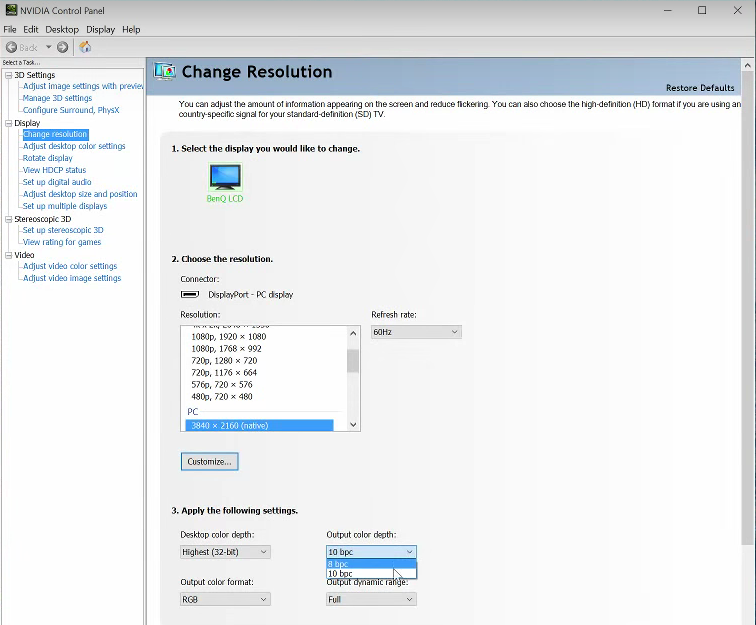 NVIDIA Control Panel
File Edit Desktop Display Help
Back
Select a Task...
3D Settings
Adjust image settings with preview
Manage 3D settings
Configure Surround, PhysX
Display
Change resolution
Adjust desktop color settings
Rotate display
View HDCP status
Set up digital audio
Adjust desktop size and position
Set up multiple displays
Stereoscopic 3D
Set up stereoscopic 3D
View rating for games
Video
Adjust video color settings
Adjust video image settings
Change Resolution
Restore Defaults
You can adjust the amount of information appearing on the screen and reduce flickering. You can also choose the high-definition (HD) format if you are using an
country-specific signal for your standard-definition (SD) TV.
1. Select the display you would like to change.
BenQ LCD
2. Choose the resolution.
Connector:
DisplayPort - PC display
Resolution:
Refresh rate:
60Hz
1080p, 1920 × 1080
1080p, 1768 × 992
720p, 1280 × 720
720p, 1176 × 664
576p, 720 × 576
480p, 720 × 480
PC
3840 × 2160 (native)
Customize...
3. Apply the following settings.
Desktop color depth:
Output color depth:
Highest (32-bit)
10 bpc
8 bpc
10 bpc
Output color format:
Output dynamic range:
RGB
Full